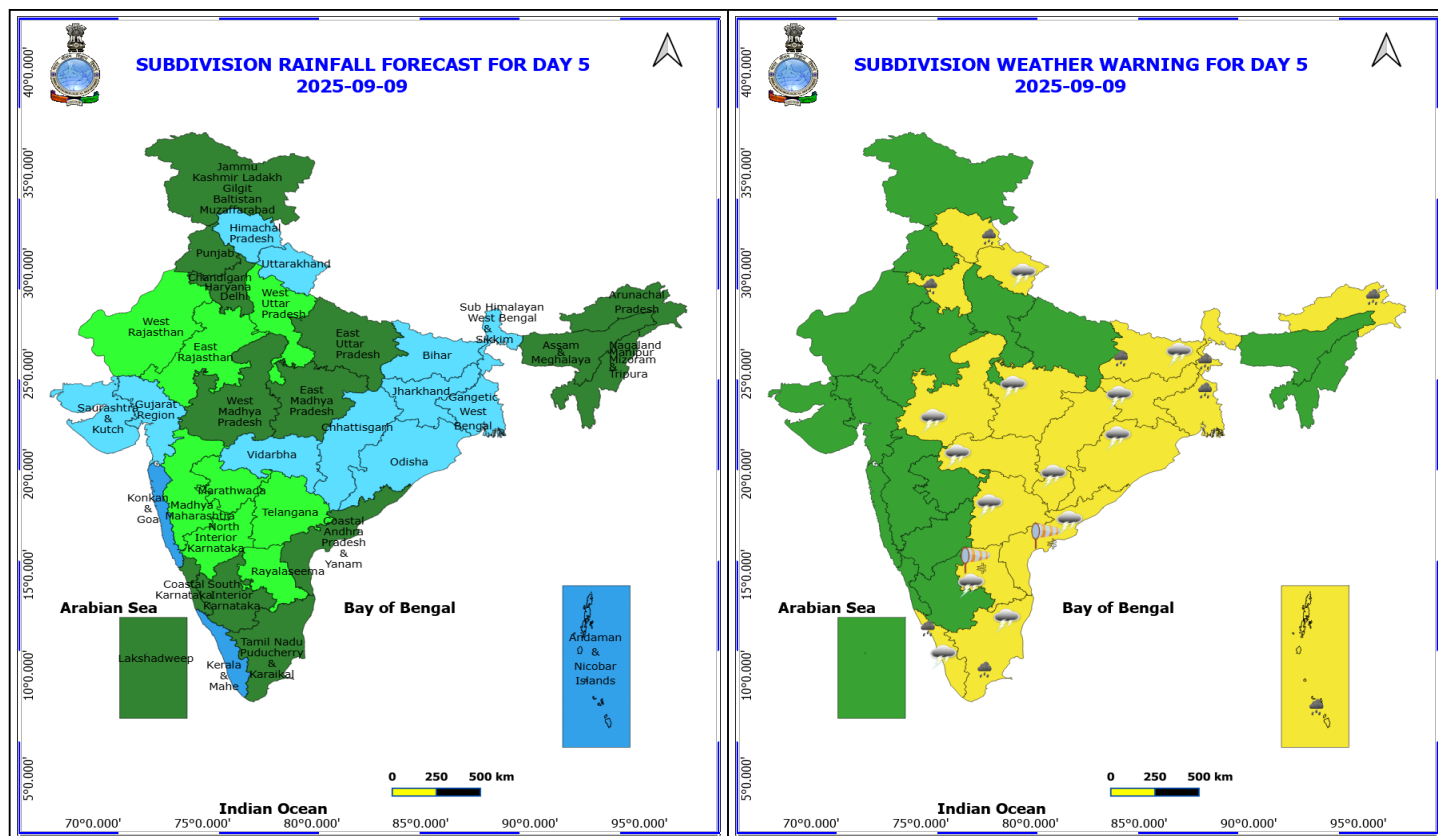 SUBDIVISION RAINFALL FORECAST FOR DAY 5
2025-09-09
40°0.000'
35°0.000'
30°0.000'
25°0.000'
20°0.000'
15°0.000'
10°0.000'
5°0.000'
Jammu
Kashmir Ladakh
Gilgit
Baltistan
Muzaffarabad
Himachal
Pradesh
Punjab
Uttarakhand
Chandigarh
Haryana
Delhi
West
Uttar
Pradesh
West
Rajasthan
East
Rajasthan
East
Uttar
Pradesh
Sub Himalayan
West Bengal
&
Sikkim
Arunachal
Pradesh
Assam
&
Meghalaya
Nagaland
Manipur
Mizoram
&
Tripura
Bihar
Jharkhand
Gangetic
West
Bengal
Saurashtra
&
Kutch
Gujarat
Region
West
Madhya
Pradesh
East
Madhya
Pradesh
Chhattisgarh
Vidarbha
Odisha
Konkan
&
Goa
Marathwada
Madhya
Maharashtra
North
Interior
Karnataka
Telangana
Coastal
Andhra
Pradesh
&
Yanam
Rayalaseema
Coastal
Karnataka
South
Interior
Karnataka
Arabian Sea
Bay of Bengal
Lakshadweep
Kerala
&
Mahe
Tamil Nadu
Puducherry
&
Karaikal
Andaman
&
Nicobar
Islands
0 250 500 km
Indian Ocean
70°0.000' 75°0.000' 80°0.000' 85°0.000' 90°0.000' 95°0.000'
SUBDIVISION WEATHER WARNING FOR DAY 5
2025-09-09
40°0.000'
35°0.000'
30°0.000'
25°0.000'
20°0.000'
15°0.000'
10°0.000'
5°0.000'
Arabian Sea
Bay of Bengal
0 250 500 km
Indian Ocean
70°0.000' 75°0.000' 80°0.000' 85°0.000' 90°0.000' 95°0.000'